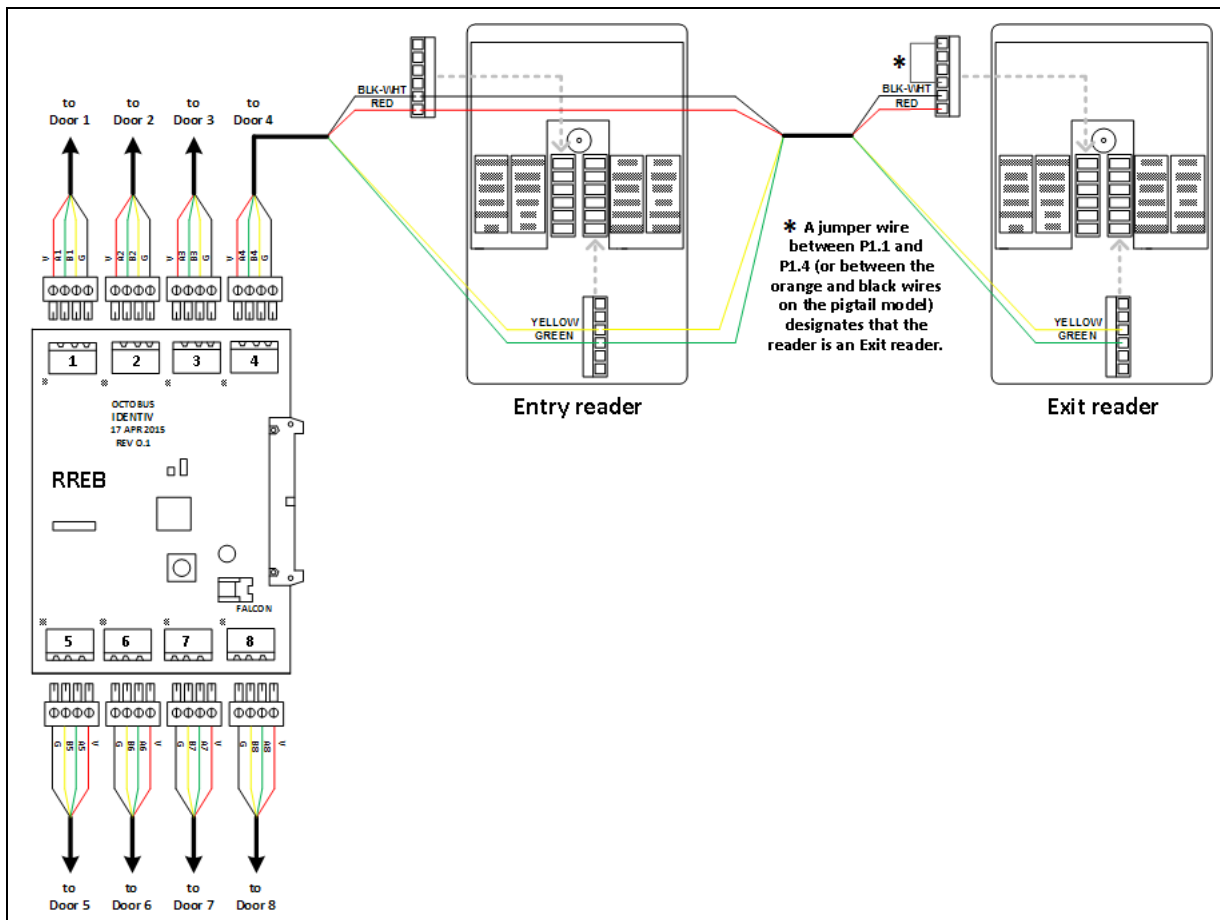 to
Door 1
to
Door 2
to
Door 3
to
Door 4
BLK-WHT
RED
*
BLK-WHT
RED
V
A1
B1
G
V
A2
B2
G
V
A3
B3
G
V
A4
B4
G
* A jumper wire
between P1.1 and
P1.4 (or between the
orange and black wires
on the pigtail model)
designates that the
reader is an Exit reader.
YELLOW
GREEN
YELLOW
GREEN
Entry reader
Exit reader
1
2
3
4
OCTOBUS
IDENTIV
17 APR 2015
REV 0.1
RREB
FALCON
5
6
7
8
G
B5
A5
V
G
B6
A6
V
G
B7
A7
V
G
B8
A8
V
to
Door 5
to
Door 6
to
Door 7
to
Door 8